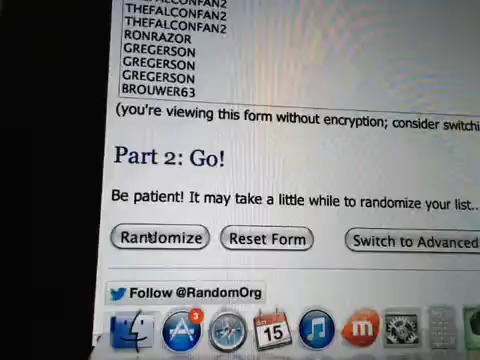 THEFALCONFAN2
THEFALCONFAN2
THEFALCONFAN2
RONRAZOR
GREGERSON
GREGERSON
GREGERSON
BROUWER63
(you're viewing this form without encryption; consider
Part 2: Go!
Be patient! It may take a little while to randomize your list...
Randomize Reset Form Switch to Advanced
Follow @RandomOrg
3
15
m